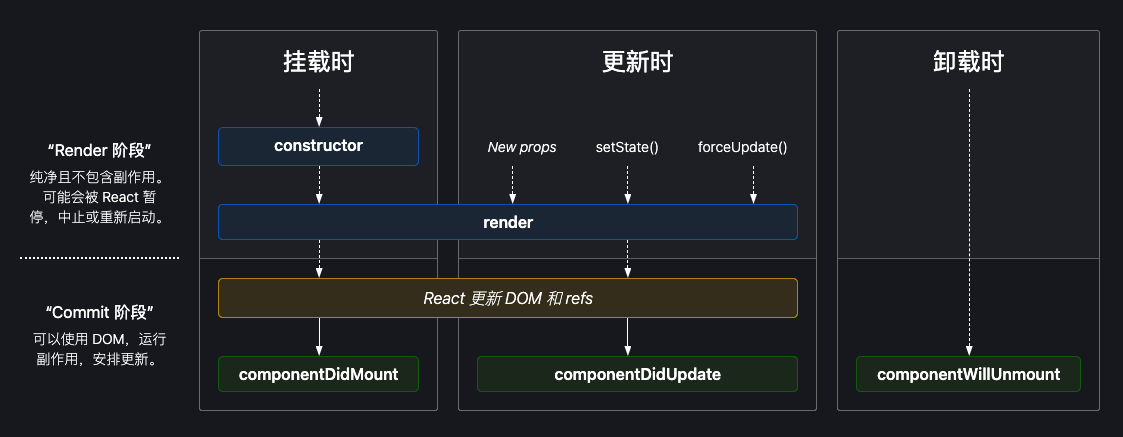 挂载时
更新时
卸载时
“Render 阶段”
纯净且不包含副作用。
可能会被 React 暂
停，中止或重新启动。
constructor
New props
setState()
forceUpdate()
render
“Commit 阶段”
可以使用 DOM，运行
副作用，安排更新。
React 更新 DOM 和 refs
componentDidMount
componentDidUpdate
componentWillUnmount